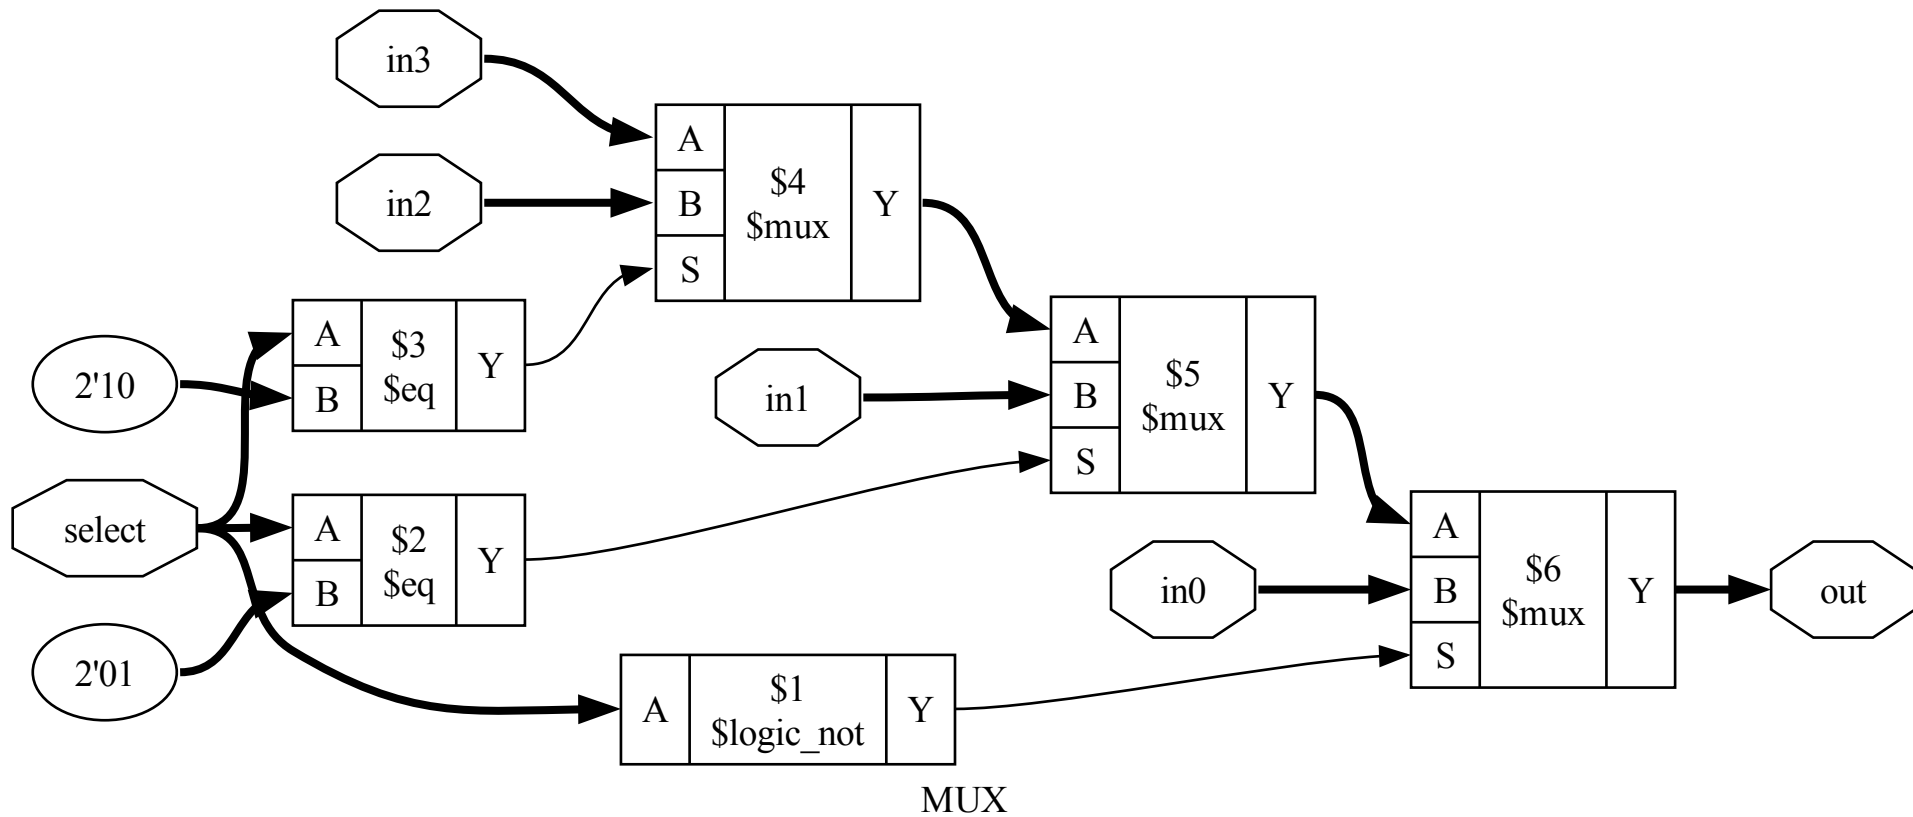 in3
in2
A
B
S
$4
$mux
Y
2'10
A
B
$3
$eq
Y
in1
A
B
S
$5
$mux
Y
select
A
B
$2
$eq
Y
2'01
in0
A
B
S
$6
$mux
Y
out
A
$1
$logic_not
Y
MUX